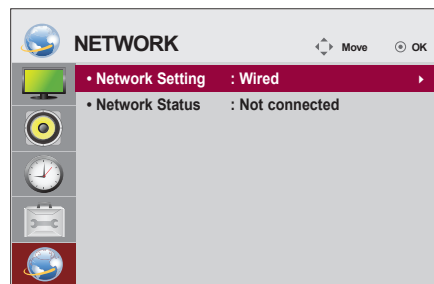 NETWORK Move OK
• Network Setting : Wired
• Network Status : Not connected